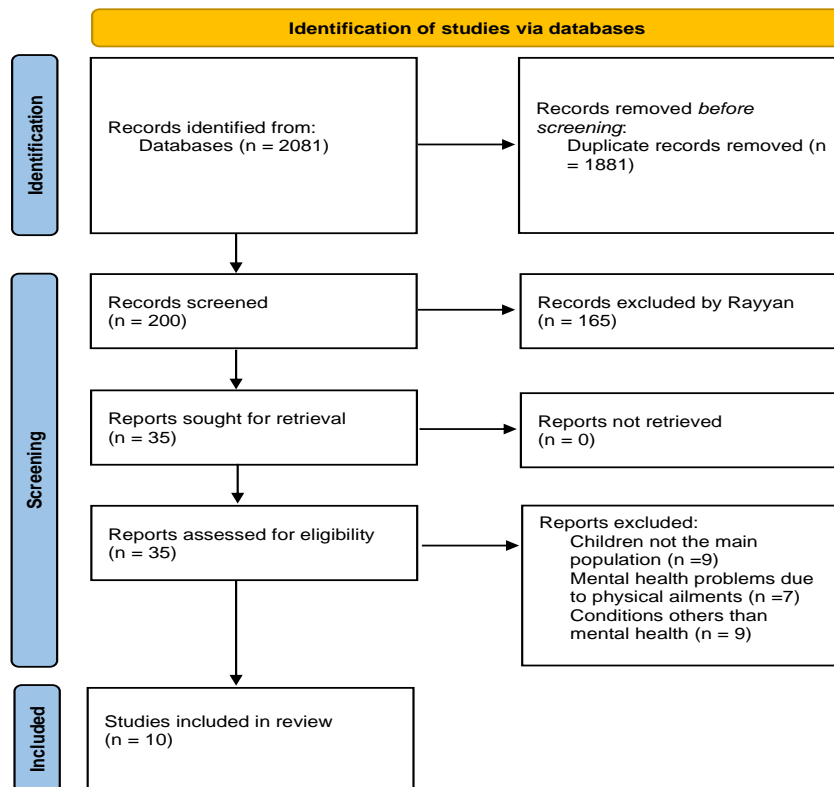 Identification of studies via databases
Identification
Records identified from:
Databases (n = 2081)
Records removed before
screening:
Duplicate records removed (n
= 1881)
Screening
Records screened
(n = 200)
Records excluded by Rayyan
(n = 165)
Reports sought for retrieval
(n = 35)
Reports not retrieved
(n = 0)
Reports assessed for eligibility
(n = 35)
Reports excluded:
Children not the main
population (n =9)
Mental health problems due
to physical ailments (n =7)
Conditions others than
mental health (n = 9)
Included
Studies included in review
(n = 10)